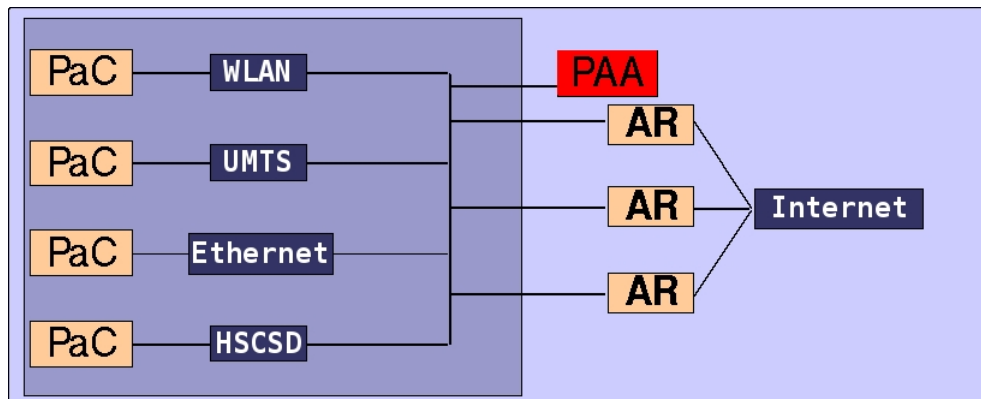 PaC WLAN PAA
AR
PaC UMTS
AR Internet
PaC Ethernet
AR
PaC HSCSD